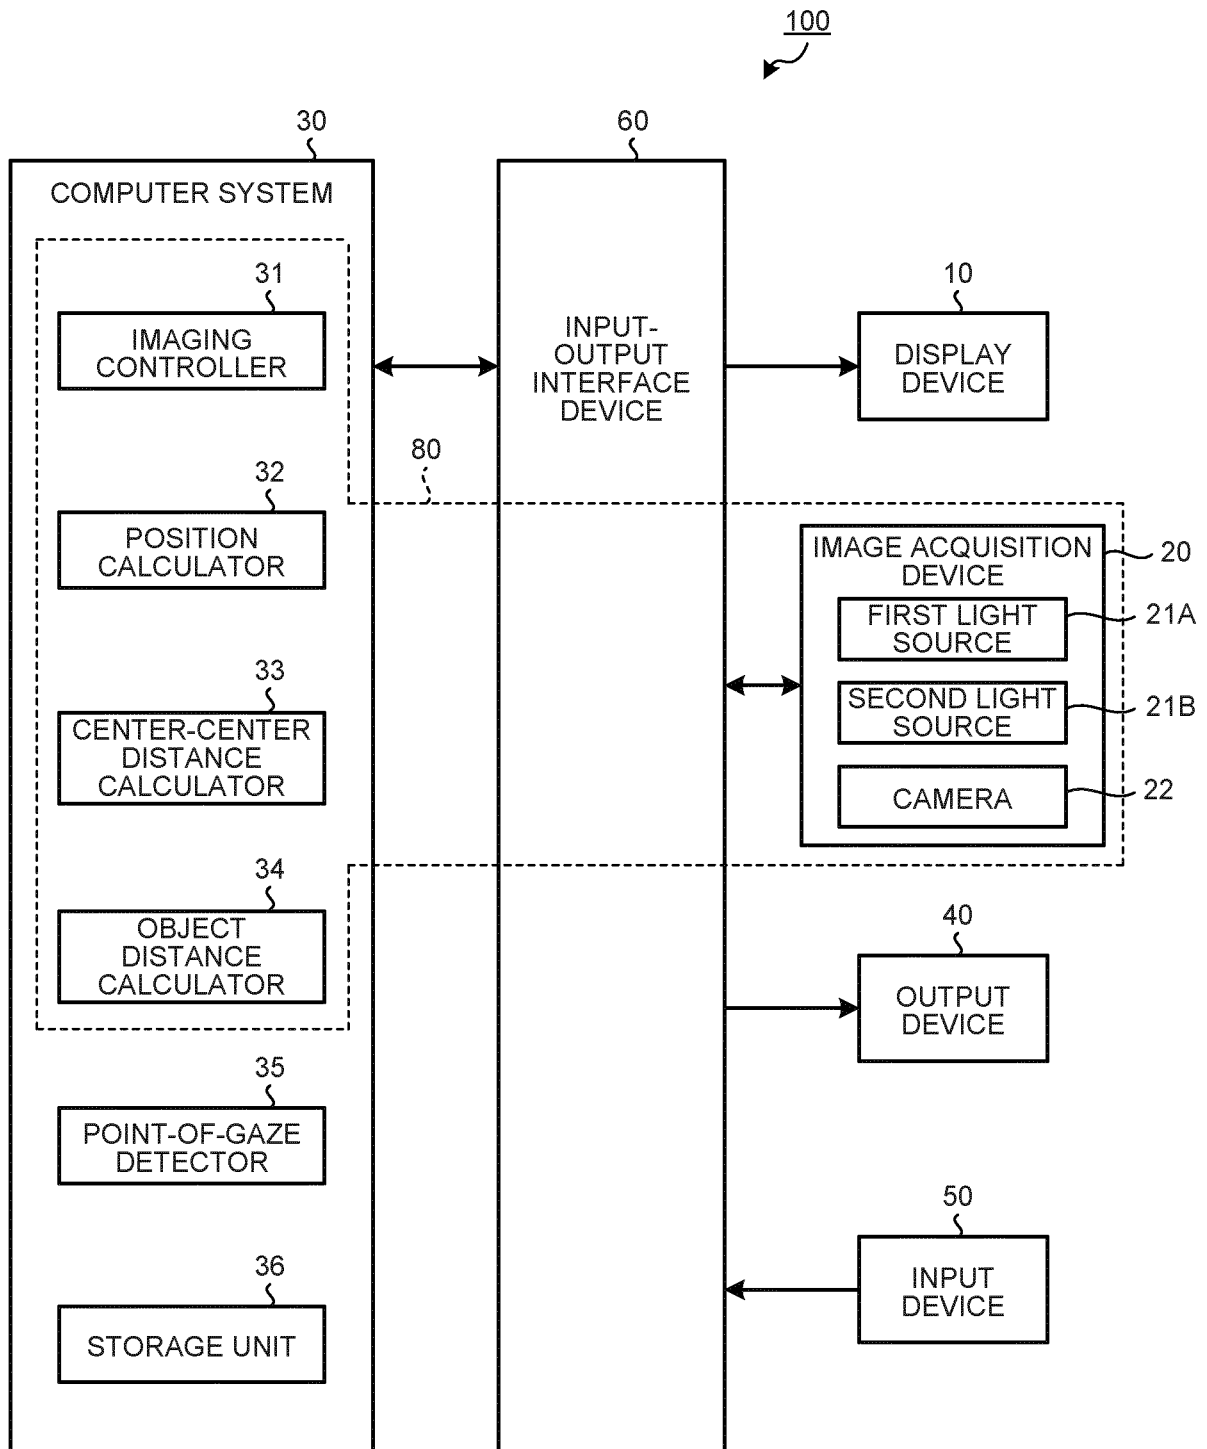 100
30
60
COMPUTER SYSTEM
31
IMAGING
CONTROLLER
32
POSITION
CALCULATOR
33
CENTER-CENTER
DISTANCE
CALCULATOR
34
OBJECT
DISTANCE
CALCULATOR
35
POINT-OF-GAZE
DETECTOR
36
STORAGE UNIT
INPUT-
OUTPUT
INTERFACE
DEVICE
80
10
DISPLAY
DEVICE
IMAGE ACQUISITION
DEVICE
20
FIRST LIGHT
SOURCE
21A
SECOND LIGHT
SOURCE
21B
CAMERA
22
40
OUTPUT
DEVICE
50
INPUT
DEVICE